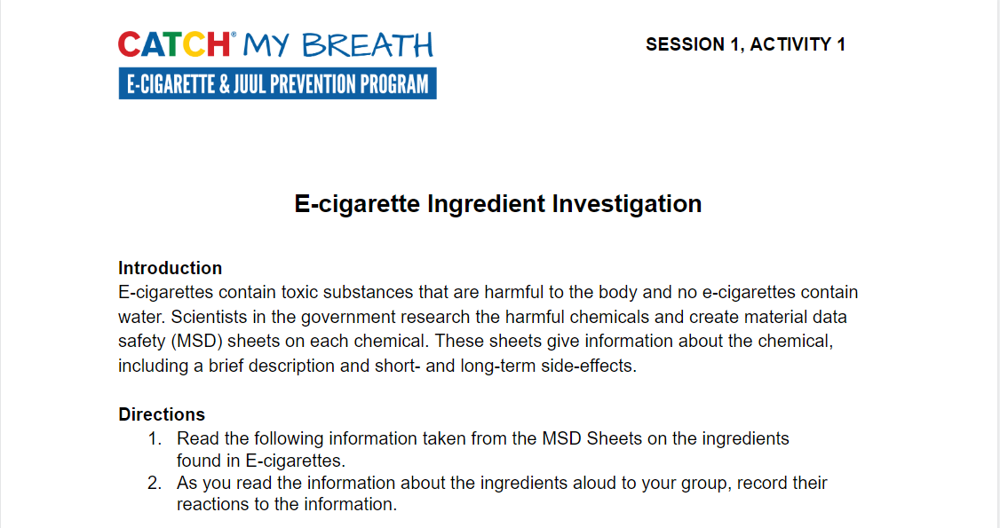 CATCH® MY BREATH
E-CIGARETTE & JUUL PREVENTION PROGRAM
SESSION 1, ACTIVITY 1
E-cigarette Ingredient Investigation
Introduction
E-cigarettes contain toxic substances that are harmful to the body and no e-cigarettes contain
water. Scientists in the government research the harmful chemicals and create material data
safety (MSD) sheets on each chemical. These sheets give information about the chemical,
including a brief description and short- and long-term side-effects.
Directions
1. Read the following information taken from the MSD Sheets on the ingredients
found in E-cigarettes.
2. As you read the information about the ingredients aloud to your group, record their
reactions to the information.